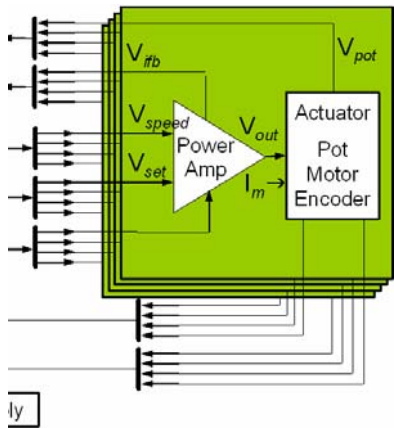 V_pot
V_ifb
V_speed
V_out
Actuator
Power
Amp
Pot
V_set
Motor
I_m
Encoder
ly